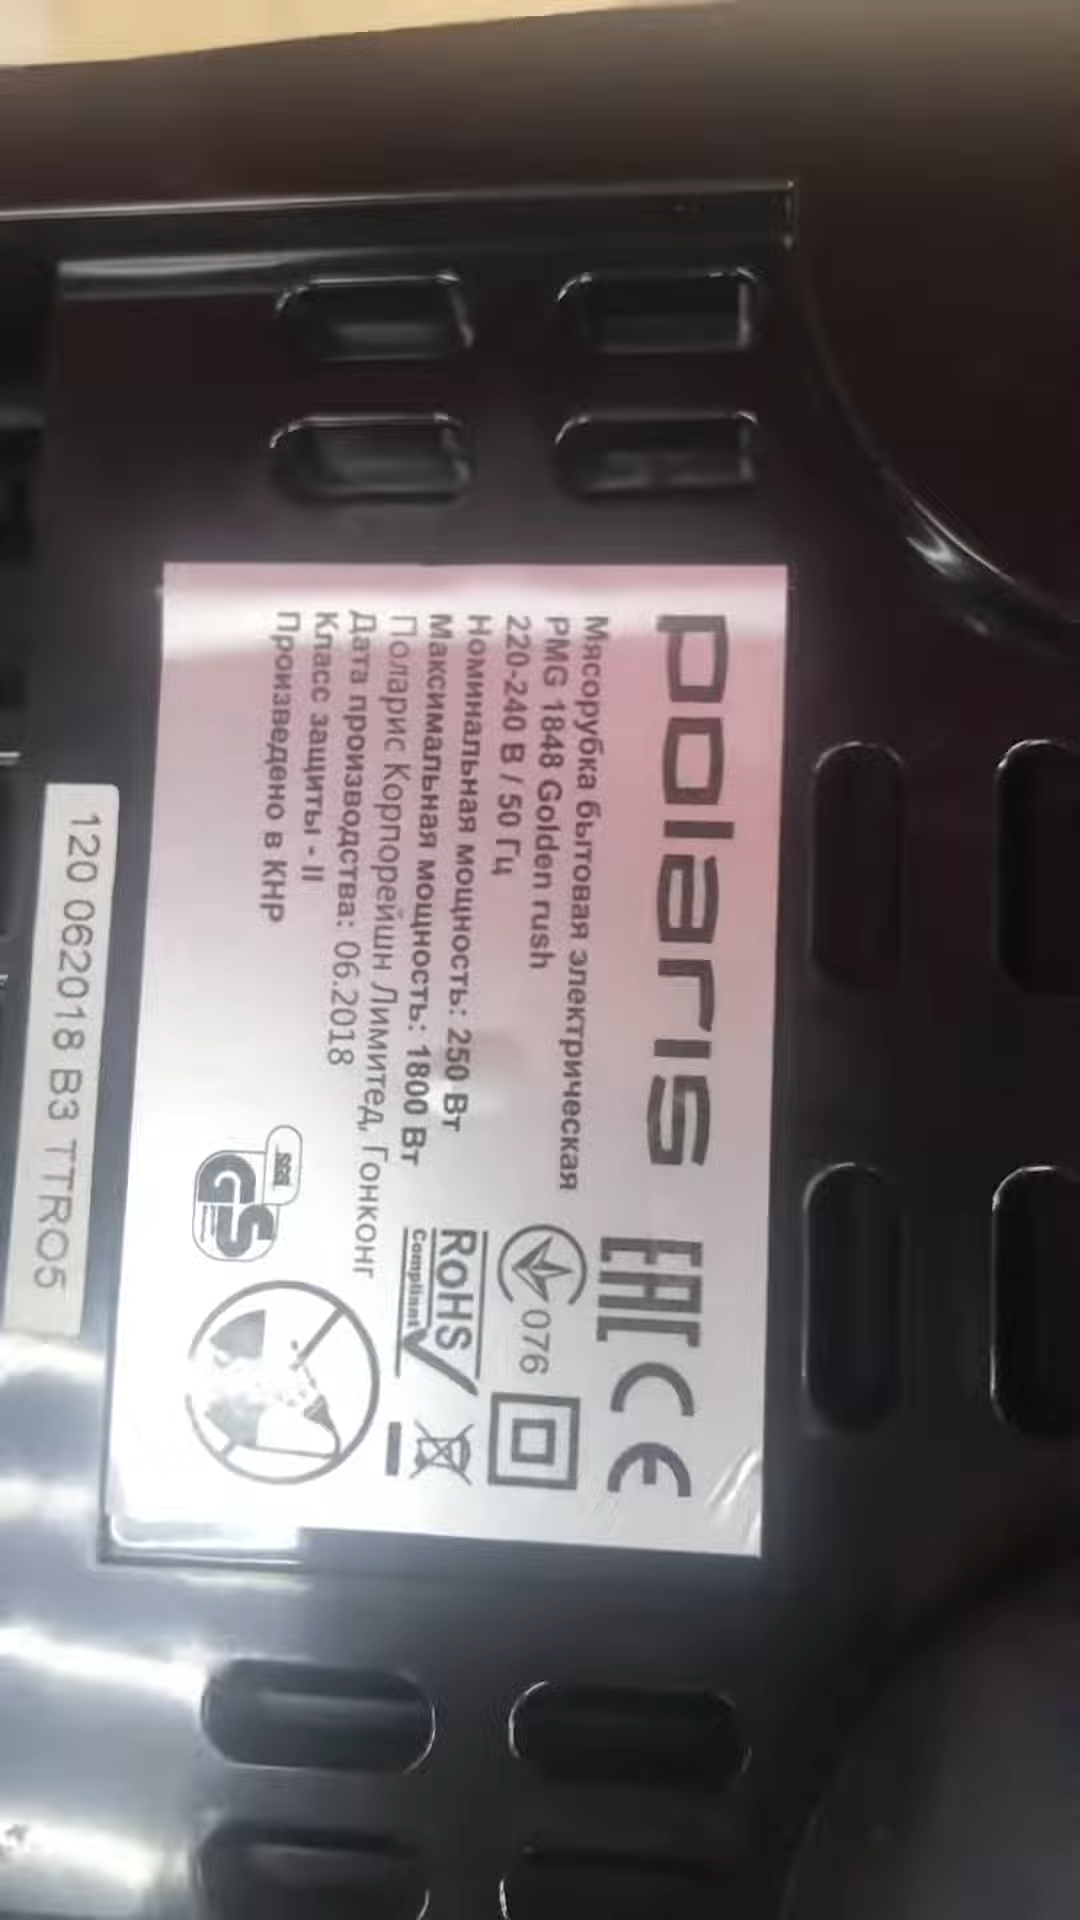 polaris
EAC CE
Мясорубка бытовая электрическая
PMG 1848 Golden rush
220-240 В / 50 Гц
076
Номинальная мощность: 250 Вт
Максимальная мощность: 1800 Вт
RoHS
Compliant
Поларис Корпорейшн Лимитед, Гонконг
Дата производства: 06.2018
Класс защиты - II
Произведено в КНР
SGS
GS
120 062018 B3 TTRO5